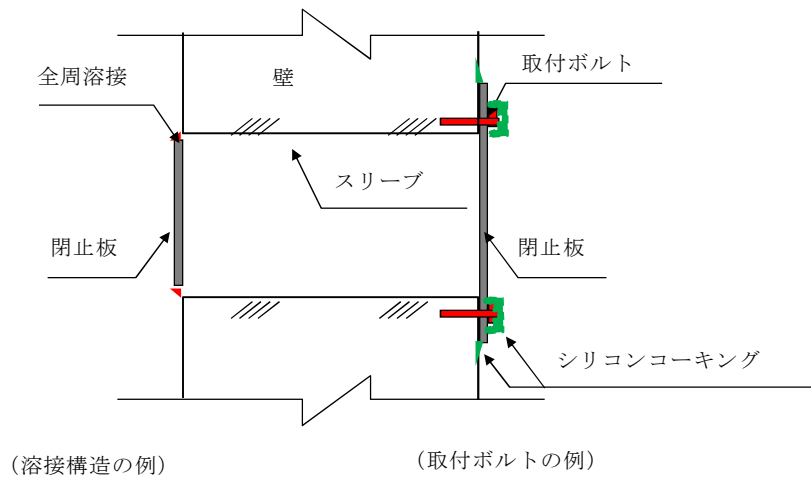 全周溶接
壁
取付ボルト
スリーブ
閉止板
閉止板
シリコンコーキング
(溶接構造の例)
(取付ボルトの例)